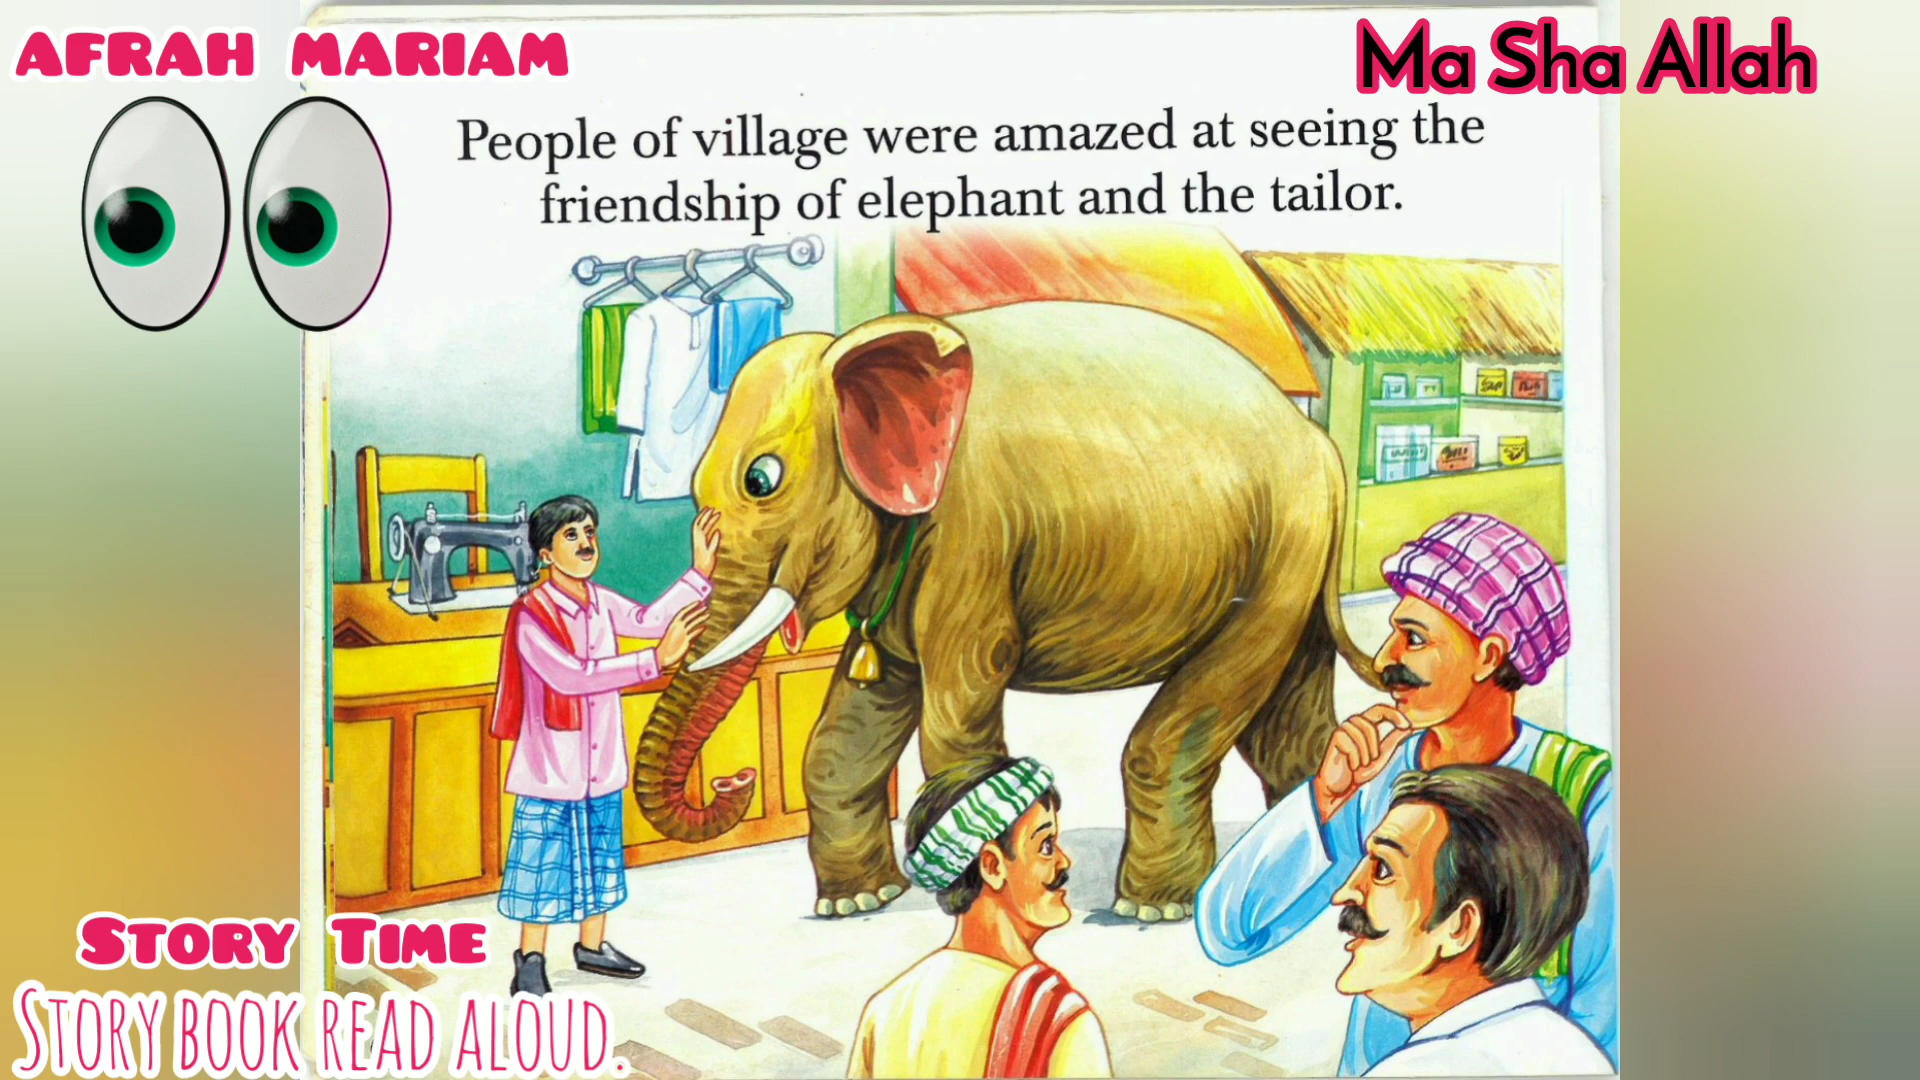 AFRAH MARIAM
Ma Sha Allah
People of village were amazed at seeing the
friendship of elephant and the tailor.
STORY TIME
STORY BOOK READ ALOUD.